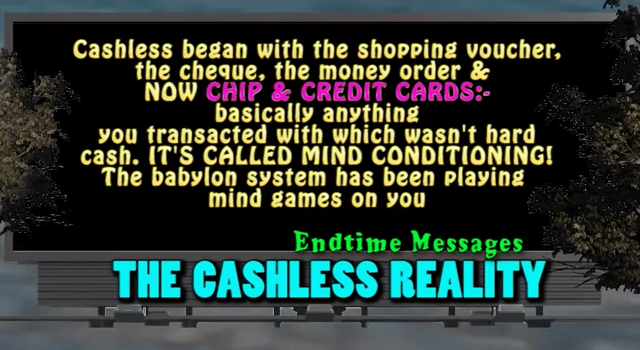 Cashless began with the shopping voucher,
the cheque, the money order &
NOW CHIP & CREDIT CARDS:-
basically anything
you transacted with which wasn't hard
cash. IT'S CALLED MIND CONDITIONING!
The babylon system has been playing
mind games on you
Endtime Messages
THE CASHLESS REALITY